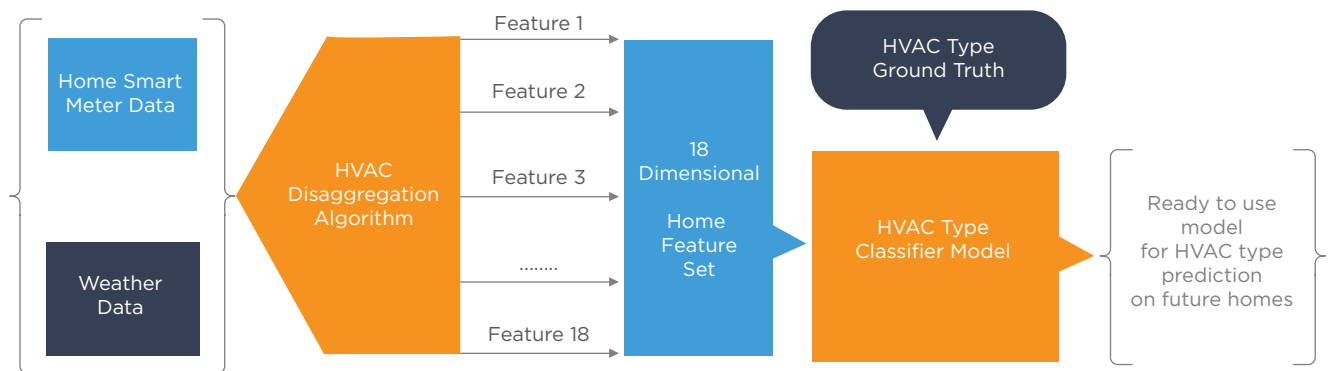 Home Smart
Meter Data
Weather
Data
HVAC
Disaggregation
Algorithm
Feature 1
Feature 2
Feature 3
........
Feature 18
18
Dimensional
Home
Feature
Set
HVAC Type
Ground Truth
HVAC Type
Classifier Model
Ready to use
model
for HVAC type
prediction
on future homes